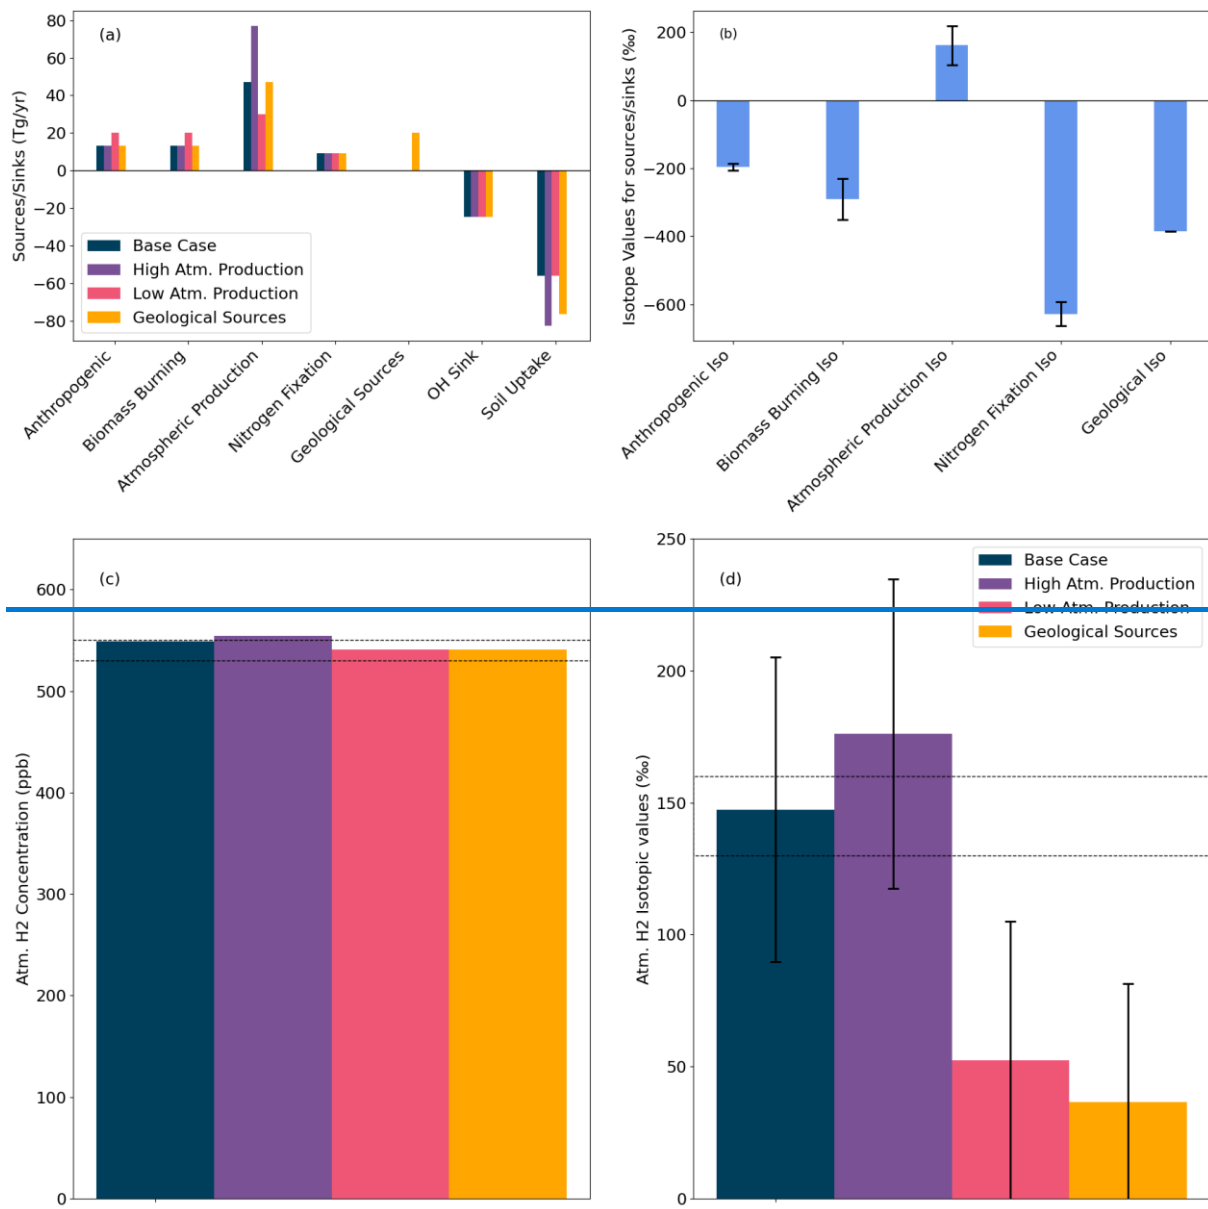 (a)
80
60
40
20
0
−20
−40
−60
−80
Sources/Sinks (Tg/yr)
Base Case
High Atm. Production
Low Atm. Production
Geological Sources
Anthropogenic
Biomass Burning
Atmospheric Production
Nitrogen Fixation
Geological Sources
OH Sink
Soil Uptake
(b)
200
0
−200
−400
−600
Isotope Values for sources/sinks (‰)
Anthropogenic Iso
Biomass Burning Iso
Atmospheric Production Iso
Nitrogen Fixation Iso
Geological Iso
(c)
600
500
400
300
200
100
0
Atm. H2 Concentration (ppb)
(d)
250
200
150
100
50
0
Atm. H2 Isotopic values (‰)
Base Case
High Atm. Production
Low Atm. Production
Geological Sources